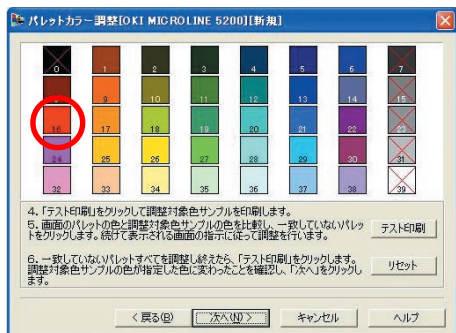 パレットカラー調整[OKI MICROLINE 5200][新規]
0 1 2 3 4 5 6 7
9 10 11 12 13 14 15
16 17 18 19 20 21 22 23
24 25 26 27 28 29 30 31
32 33 34 35 36 37 38 39
4.「テスト印刷」をクリックして調整対象色サンプルを印刷します。
5. 画面のパレットの色と調整対象色サンプルの色を比較し、一致していないパレッ
トをクリックします。続けて表示される画面の指示に従って調整を行います。
テスト印刷
6. 一致していないパレットすべてを調整し終えたら、「テスト印刷」をクリックします。
調整対象色サンプルの色が指定した色に変わったことを確認し、「次へ」をクリックし
ます。
リセット
< 戻る(B) 次へ(N) > キャンセル ヘルプ